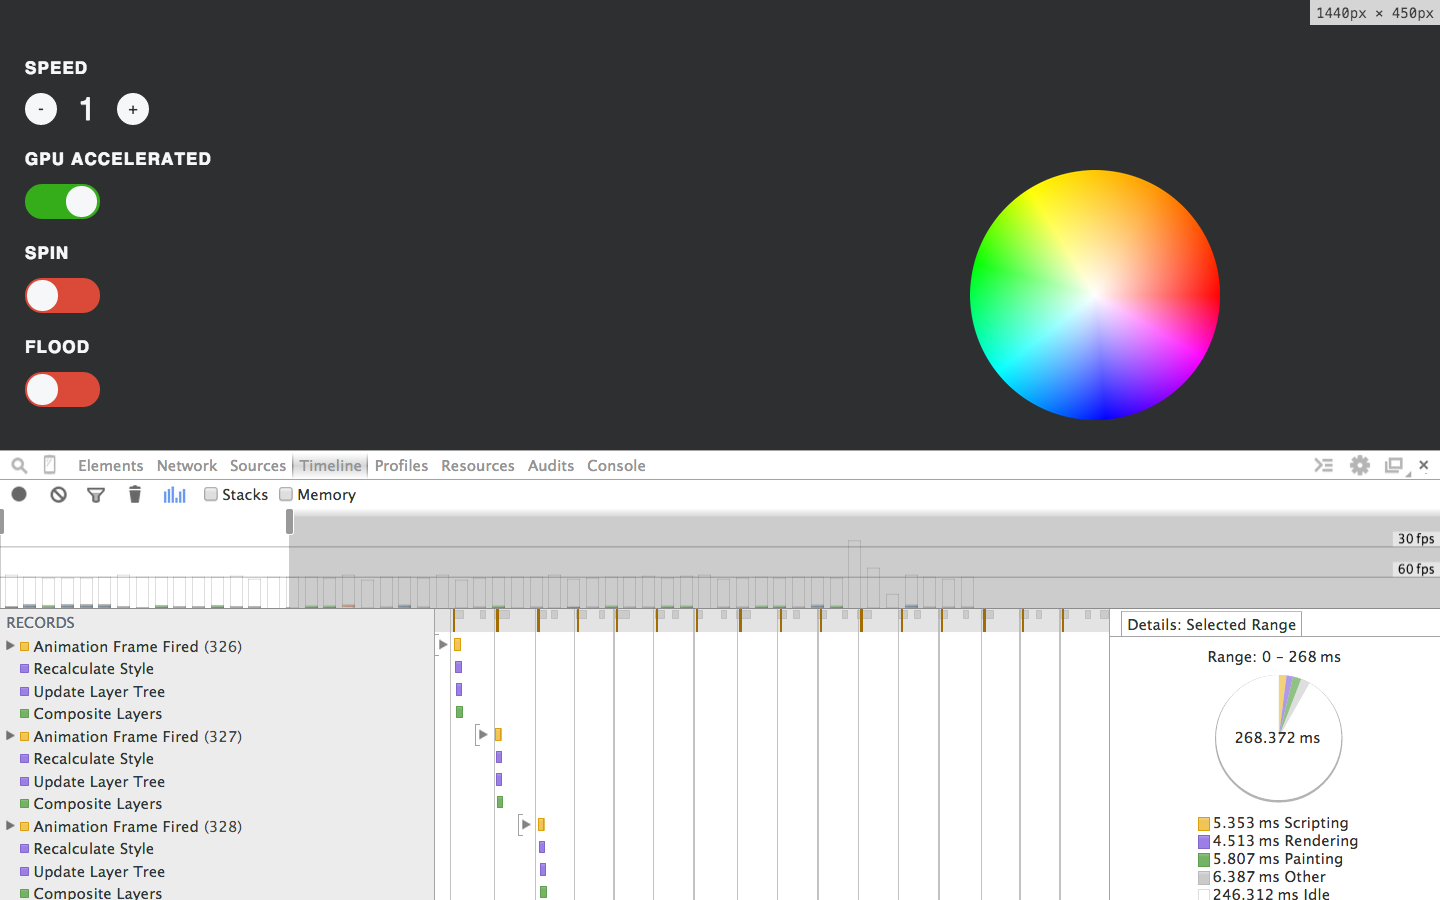 1440px × 450px
SPEED
- 1 +
GPU ACCELERATED
SPIN
FLOOD
Elements Network Sources Timeline Profiles Resources Audits Console
Stacks Memory
30 fps
60 fps
RECORDS
Animation Frame Fired (326)
Recalculate Style
Update Layer Tree
Composite Layers
Animation Frame Fired (327)
Recalculate Style
Update Layer Tree
Composite Layers
Animation Frame Fired (328)
Recalculate Style
Update Layer Tree
Composite Layers
Details: Selected Range
Range: 0 – 268 ms
268.372 ms
5.353 ms Scripting
4.513 ms Rendering
5.807 ms Painting
6.387 ms Other
246.312 ms Idle